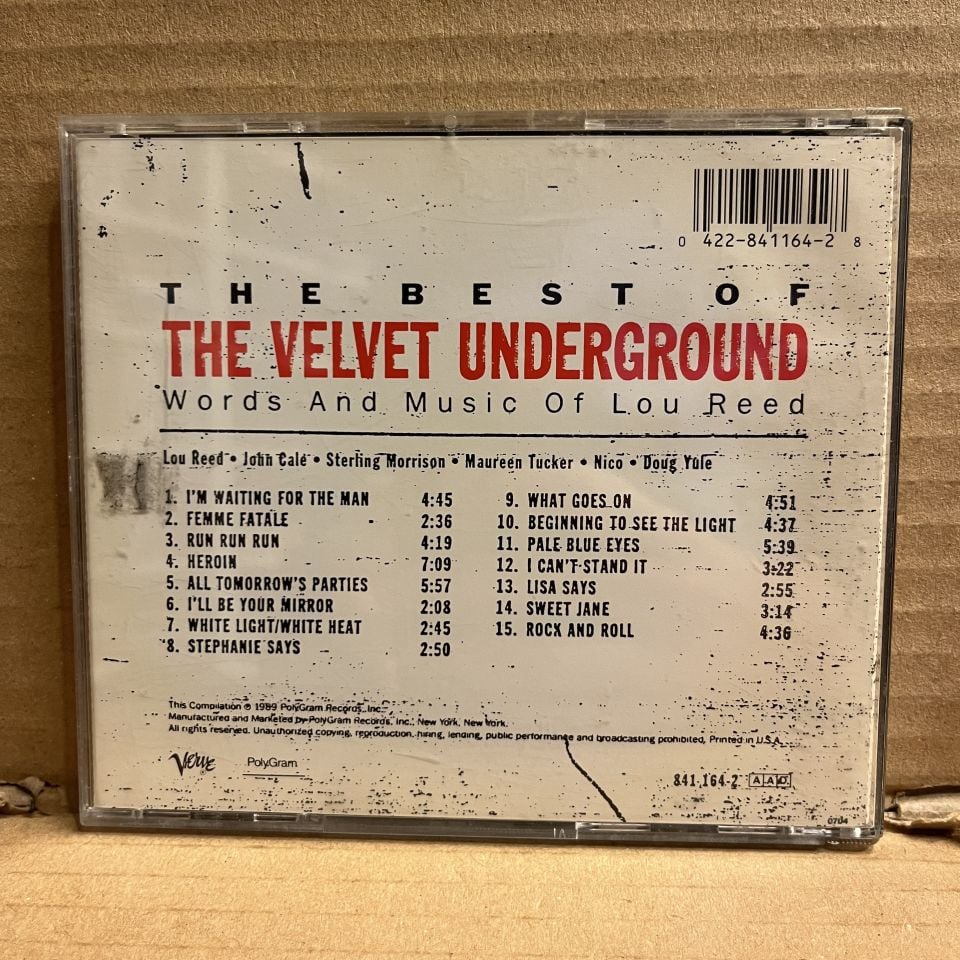 0 422-841164-2 8
THE BEST OF
THE VELVET UNDERGROUND
Words And Music Of Lou Reed
Lou Reed • John Cale • Sterling Morrison • Maureen Tucker • Nico • Doug Yule
1. I'M WAITING FOR THE MAN 4:45
2. FEMME FATALE 2:36
3. RUN RUN RUN 4:19
4. HEROIN 7:09
5. ALL TOMORROW'S PARTIES 5:57
6. I'LL BE YOUR MIRROR 2:08
7. WHITE LIGHT/WHITE HEAT 2:45
8. STEPHANIE SAYS 2:50
9. WHAT GOES ON 4:51
10. BEGINNING TO SEE THE LIGHT 4:37
11. PALE BLUE EYES 5:39
12. I CAN'T STAND IT 3:22
13. LISA SAYS 2:55
14. SWEET JANE 3:14
15. ROCK AND ROLL 4:36
This Compilation ℗ 1989 PolyGram Records, Inc.
Manufactured and Marketed by PolyGram Records, Inc., New York, New York.
All rights reserved. Unauthorized copying, reproduction, hiring, lending, public performance and broadcasting prohibited. Printed in U.S.A.
Verve PolyGram 841 164-2 AAD
0704